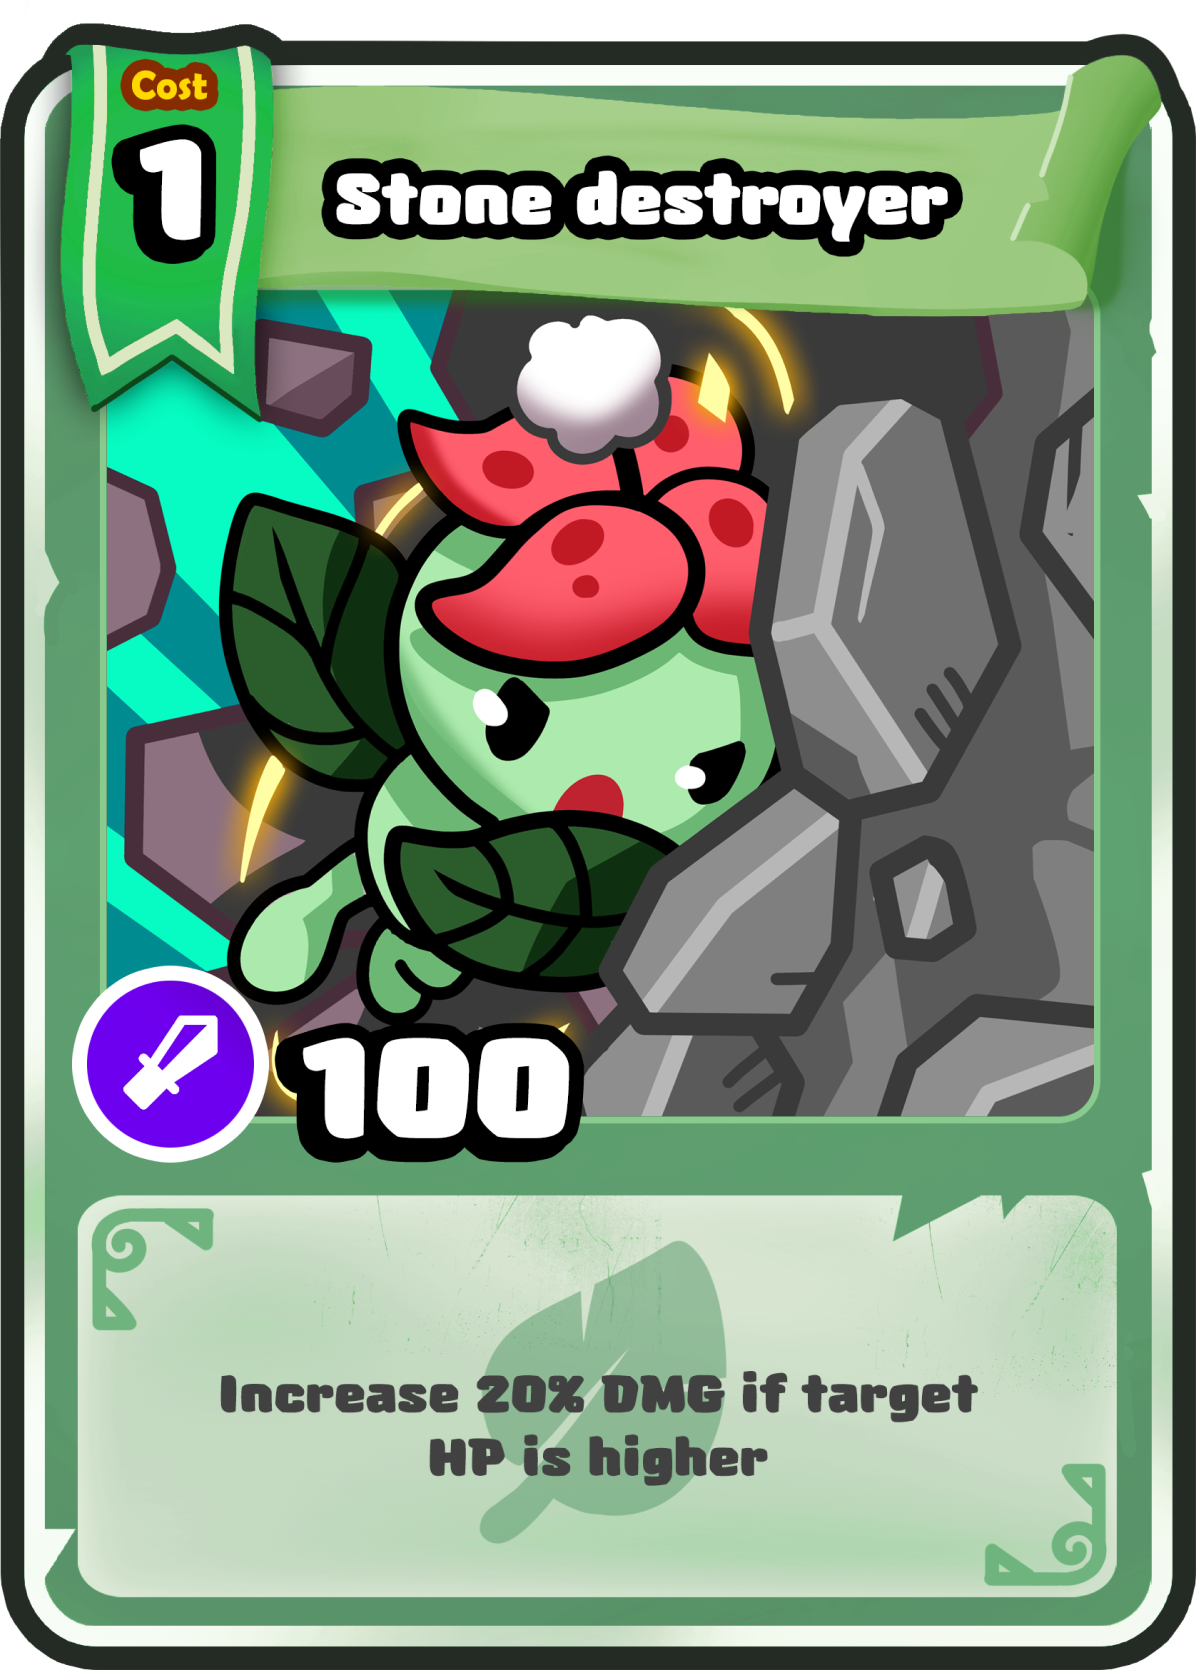 Cost
1
Stone destroyer
100
Increase 20% DMG if target
HP is higher